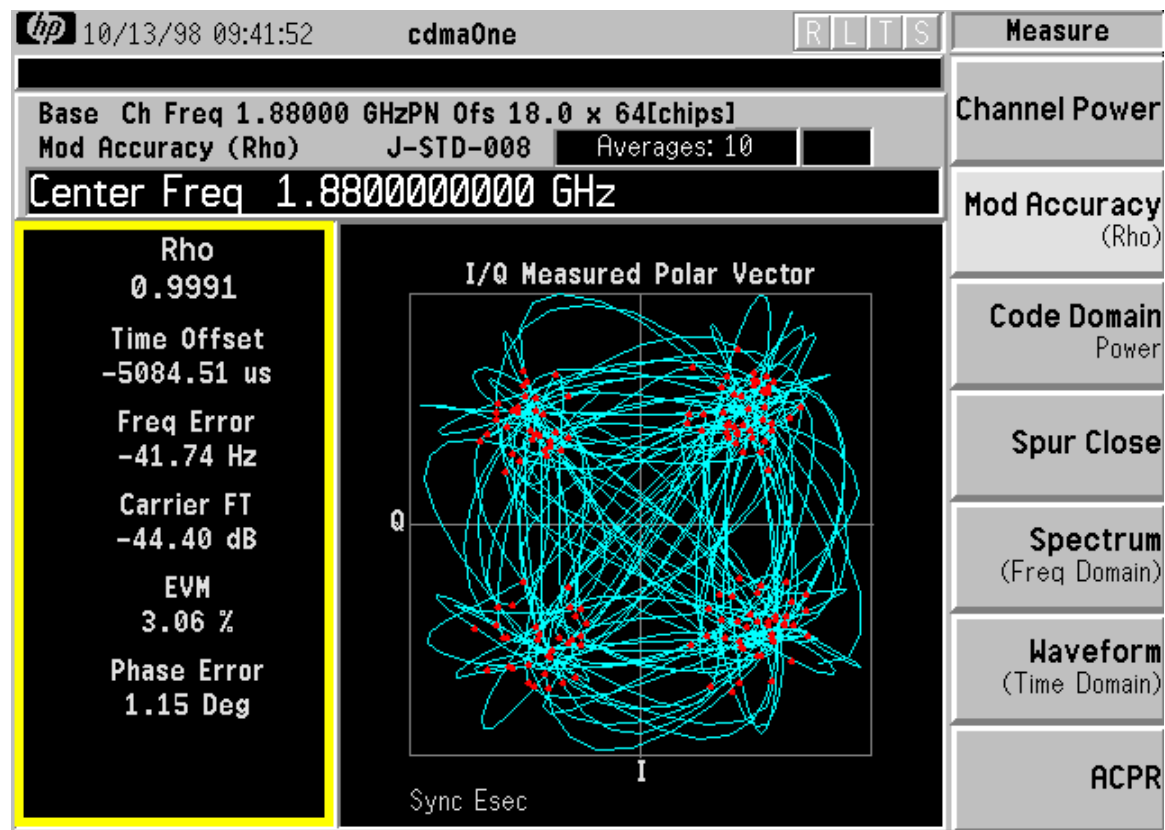 hp 10/13/98 09:41:52 cdmaOne R L T S
Base Ch Freq 1.88000 GHzPN Ofs 18.0 x 64[chips]
Mod Accuracy (Rho) J-STD-008 Averages: 10
Center Freq 1.8800000000 GHz
Rho
0.9991
Time Offset
-5084.51 us
Freq Error
-41.74 Hz
Carrier FT
-44.40 dB
EVM
3.06 %
Phase Error
1.15 Deg
I/Q Measured Polar Vector
Q
I
Sync Esec
Measure
Channel Power
Mod Accuracy
(Rho)
Code Domain
Power
Spur Close
Spectrum
(Freq Domain)
Waveform
(Time Domain)
ACPR